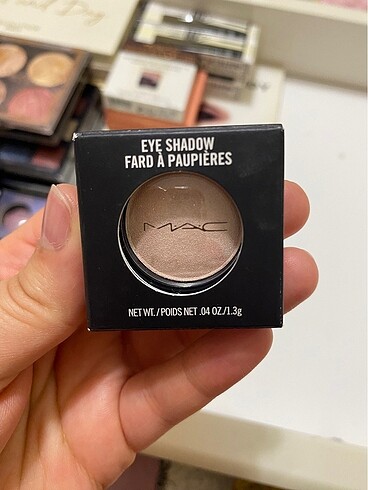 EYE SHADOW
FARD À PAUPIÈRES
MAC
NET WT. / POIDS NET .04 OZ./1.3g